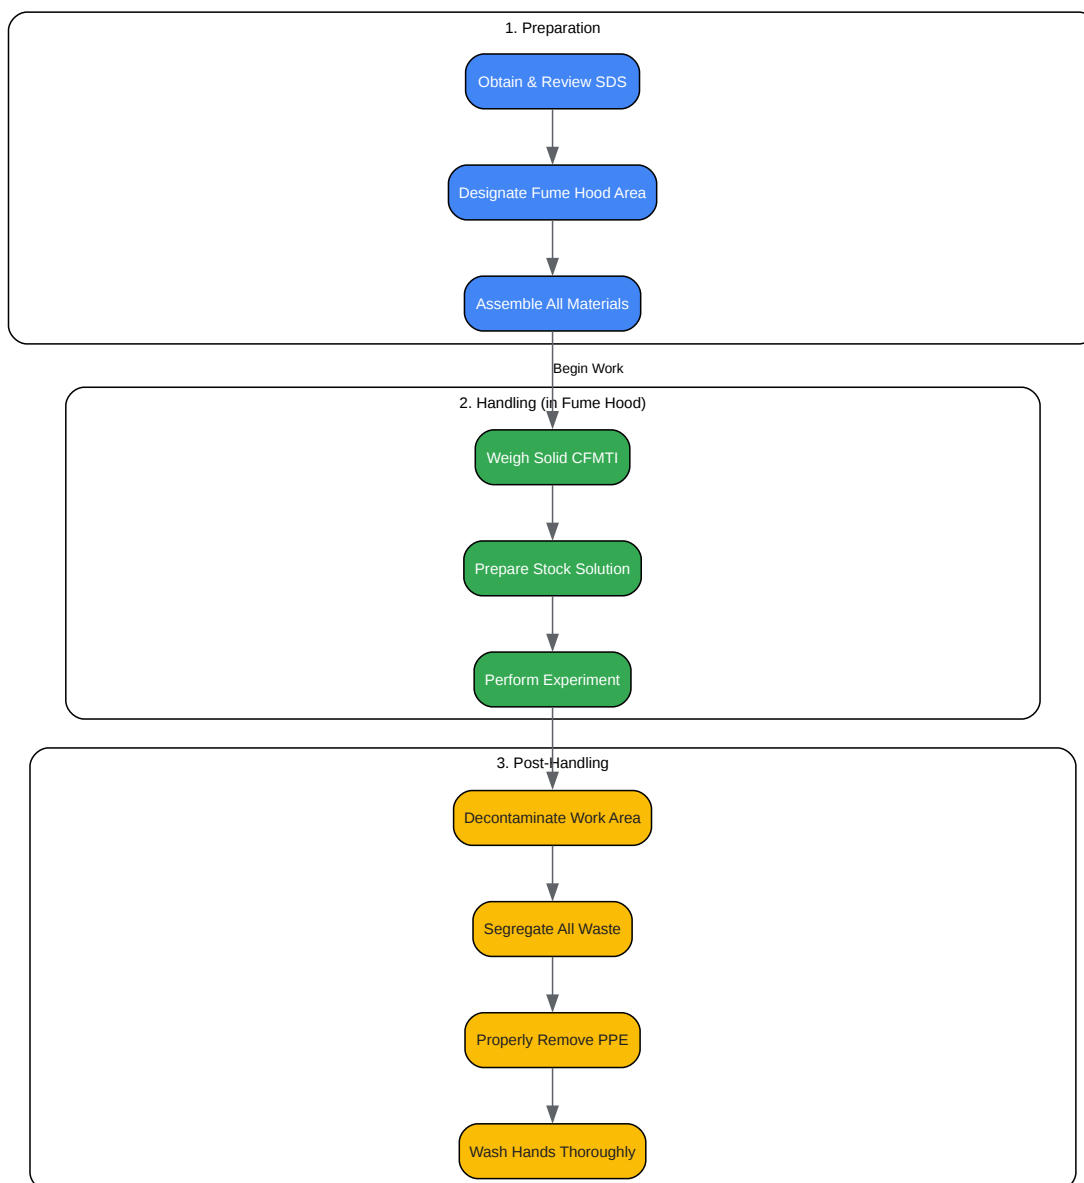 1. Preparation
Obtain & Review SDS
Designate Fume Hood Area
Assemble All Materials
Begin Work
2. Handling (in Fume Hood)
Weigh Solid CFMTI
Prepare Stock Solution
Perform Experiment
3. Post-Handling
Decontaminate Work Area
Segregate All Waste
Properly Remove PPE
Wash Hands Thoroughly